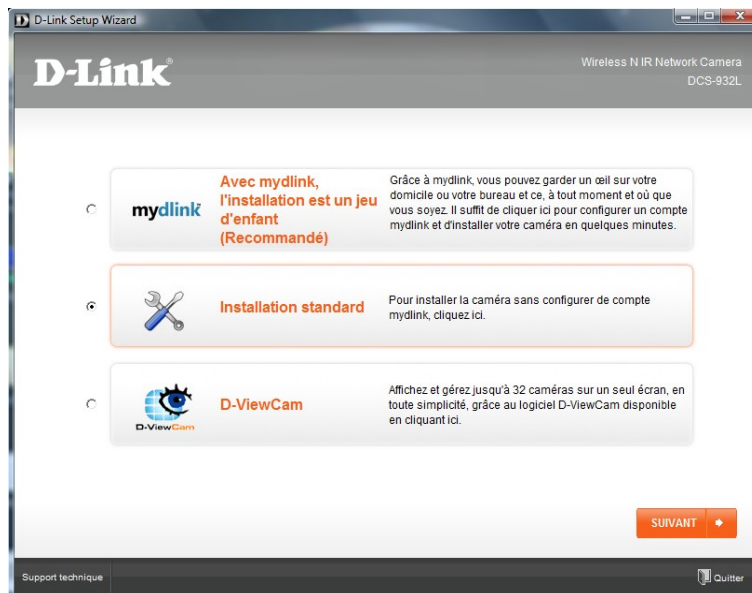 D-Link Setup Wizard
D-Link®
Wireless N IR Network Camera
DCS-932L
mydlink
Avec mydlink,
l'installation est un jeu
d'enfant
(Recommandé)
Grâce à mydlink, vous pouvez garder un œil sur votre
domicile ou votre bureau et ce, à tout moment et où que
vous soyez. Il suffit de cliquer ici pour configurer un compte
mydlink et d'installer votre caméra en quelques minutes.
Installation standard
Pour installer la caméra sans configurer de compte
mydlink, cliquez ici.
D-ViewCam
D-ViewCam
Affichez et gérez jusqu'à 32 caméras sur un seul écran, en
toute simplicité, grâce au logiciel D-ViewCam disponible
en cliquant ici.
SUIVANT
Support technique
Quitter